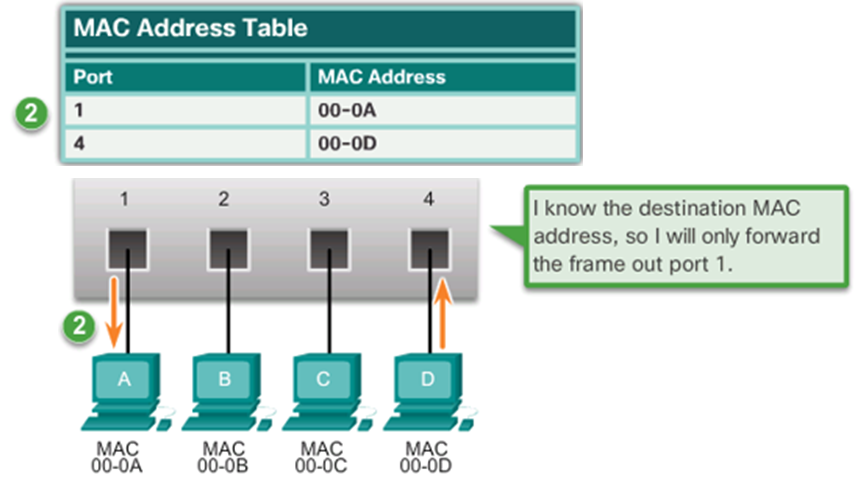 MAC Address Table
Port MAC Address
2
1 00-0A
4 00-0D
1 2 3 4
I know the destination MAC
address, so I will only forward
the frame out port 1.
2
A B C D
MAC MAC MAC MAC
00-0A 00-0B 00-0C 00-0D